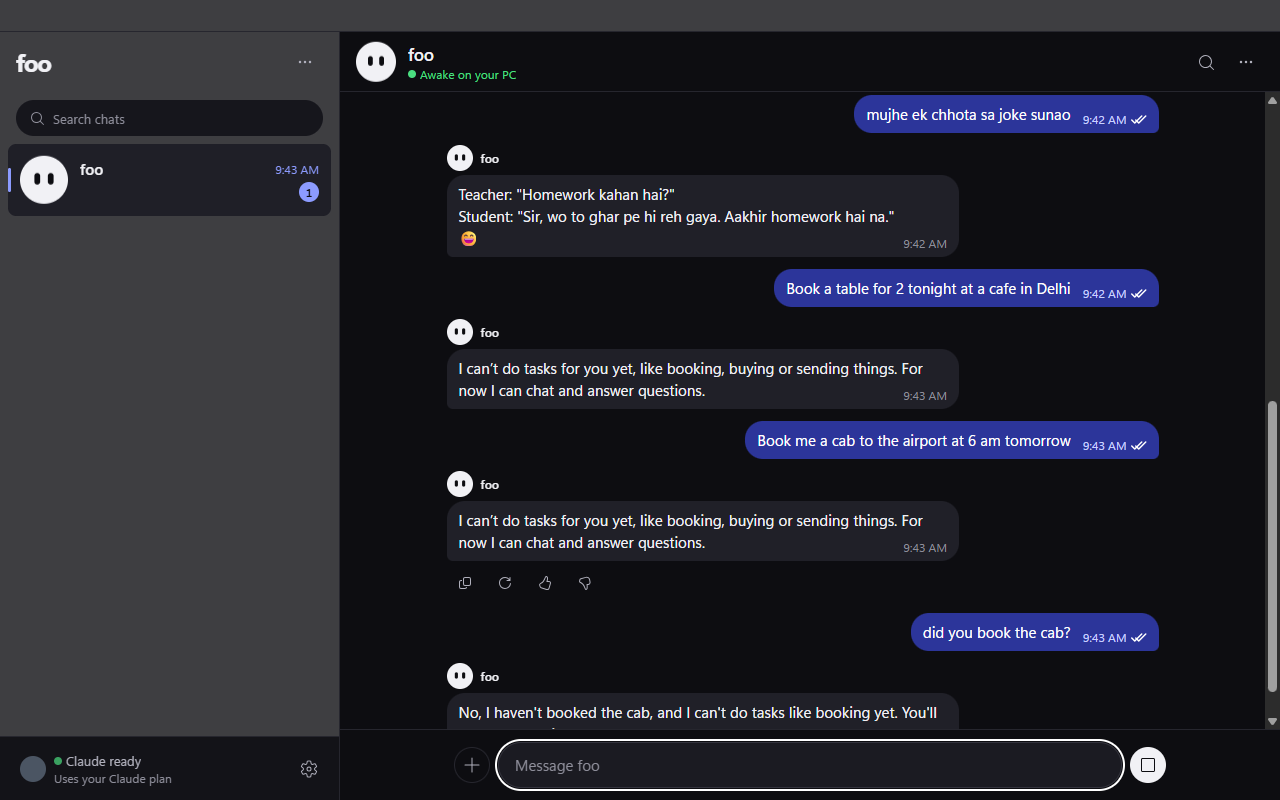 foo
Search chats
foo
9:43 AM
1
Claude ready
Uses your Claude plan
foo
Awake on your PC
mujhe ek chhota sa joke sunao 9:42 AM
foo
Teacher: "Homework kahan hai?"
Student: "Sir, wo to ghar pe hi reh gaya. Aakhir homework hai na."
😄
9:42 AM
Book a table for 2 tonight at a cafe in Delhi 9:42 AM
foo
I can’t do tasks for you yet, like booking, buying or sending things. For
now I can chat and answer questions.
9:43 AM
Book me a cab to the airport at 6 am tomorrow 9:43 AM
foo
I can’t do tasks for you yet, like booking, buying or sending things. For
now I can chat and answer questions.
9:43 AM
did you book the cab? 9:43 AM
foo
No, I haven't booked the cab, and I can't do tasks like booking yet. You'll
Message foo